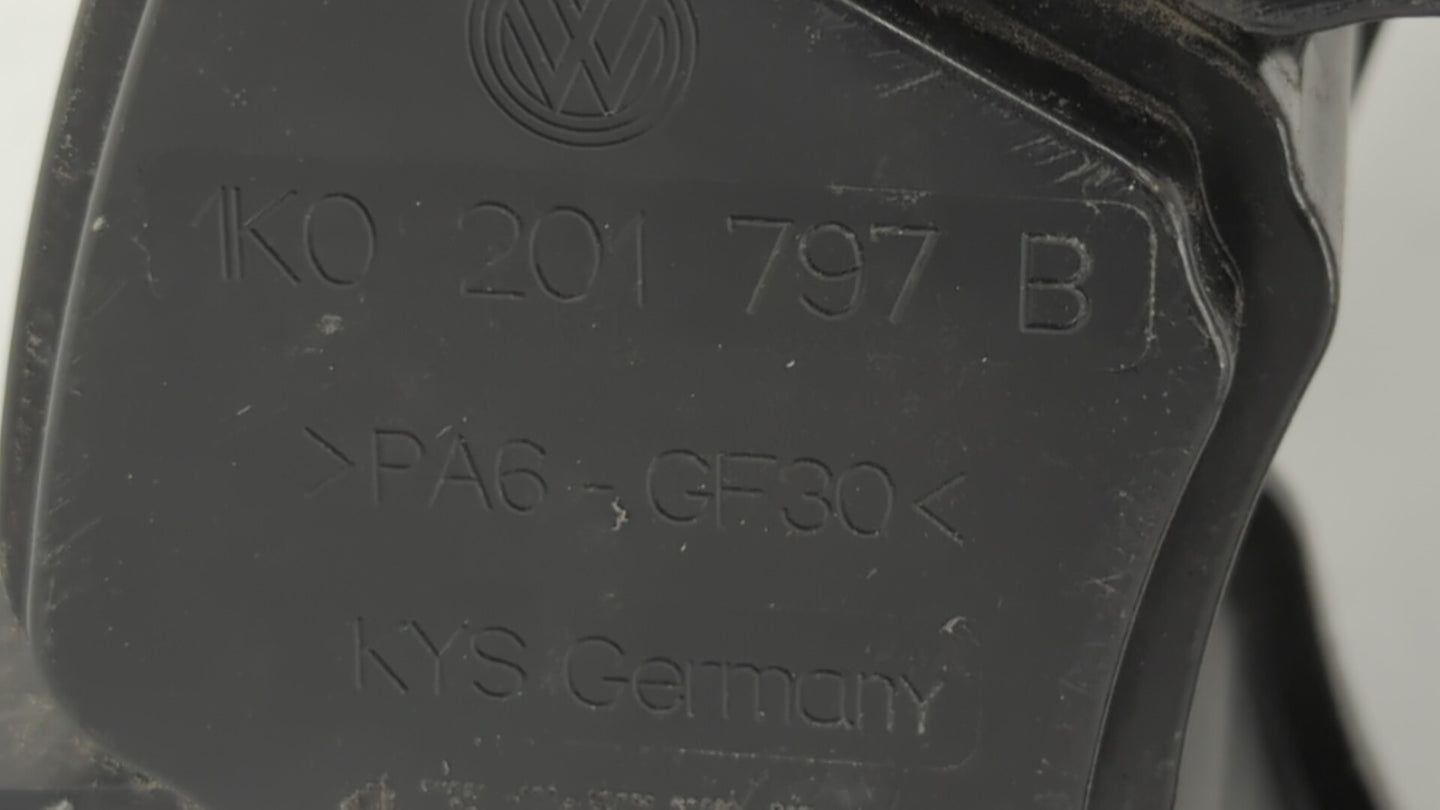 1K0 201 797 B
>PA6-GF30<
KYS Germany